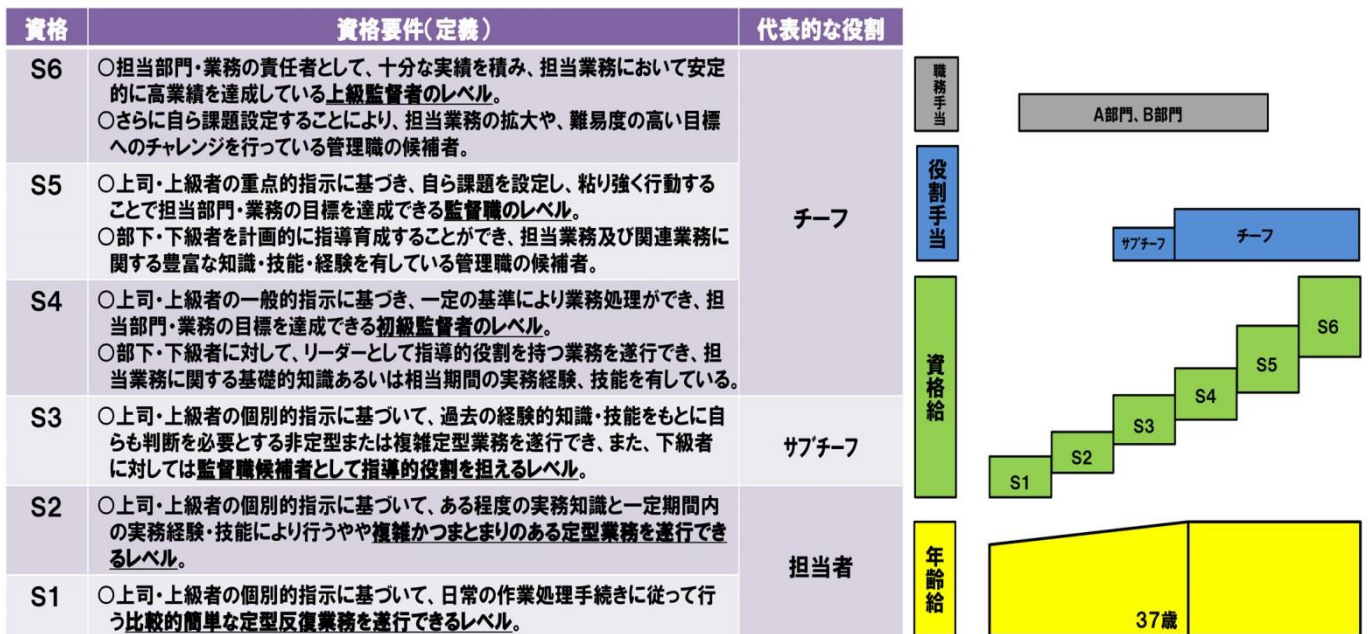 資格 資格要件(定義) 代表的な役割
S6
○担当部門・業務の責任者として、十分な実績を積み、担当業務において安定
的に高業績を達成している上級監督者のレベル。
○さらに自ら課題設定することにより、担当業務の拡大や、難易度の高い目標
へのチャレンジを行っている管理職の候補者。
S5
○上司・上級者の重点的指示に基づき、自ら課題を設定し、粘り強く行動する
ことで担当部門・業務の目標を達成できる監督職のレベル。
○部下・下級者を計画的に指導育成することができ、担当業務及び関連業務に
関する豊富な知識・技能・経験を有している管理職の候補者。
S4
○上司・上級者の一般的指示に基づき、一定の基準により業務処理ができ、担
当部門・業務の目標を達成できる初級監督者のレベル。
○部下・下級者に対して、リーダーとして指導的役割を持つ業務を遂行でき、担
当業務に関する基礎的知識あるいは相当期間の実務経験、技能を有している。
チーフ
S3
○上司・上級者の個別的指示に基づいて、過去の経験的知識・技能をもとに自
らも判断を必要とする非定型または複雑定型業務を遂行でき、また、下級者
に対しては監督職候補者として指導的役割を担えるレベル。
サブチーフ
S2
○上司・上級者の個別的指示に基づいて、ある程度の実務知識と一定期間内
の実務経験・技能により行うやや複雑かつまとまりのある定型業務を遂行でき
るレベル。
S1
○上司・上級者の個別的指示に基づいて、日常の作業処理手続きに従って行
う比較的簡単な定型反復業務を遂行できるレベル。
担当者
職務手当
A部門、B部門
役割手当
サブチーフ
チーフ
資格給
S1
S2
S3
S4
S5
S6
年齢給
37歳